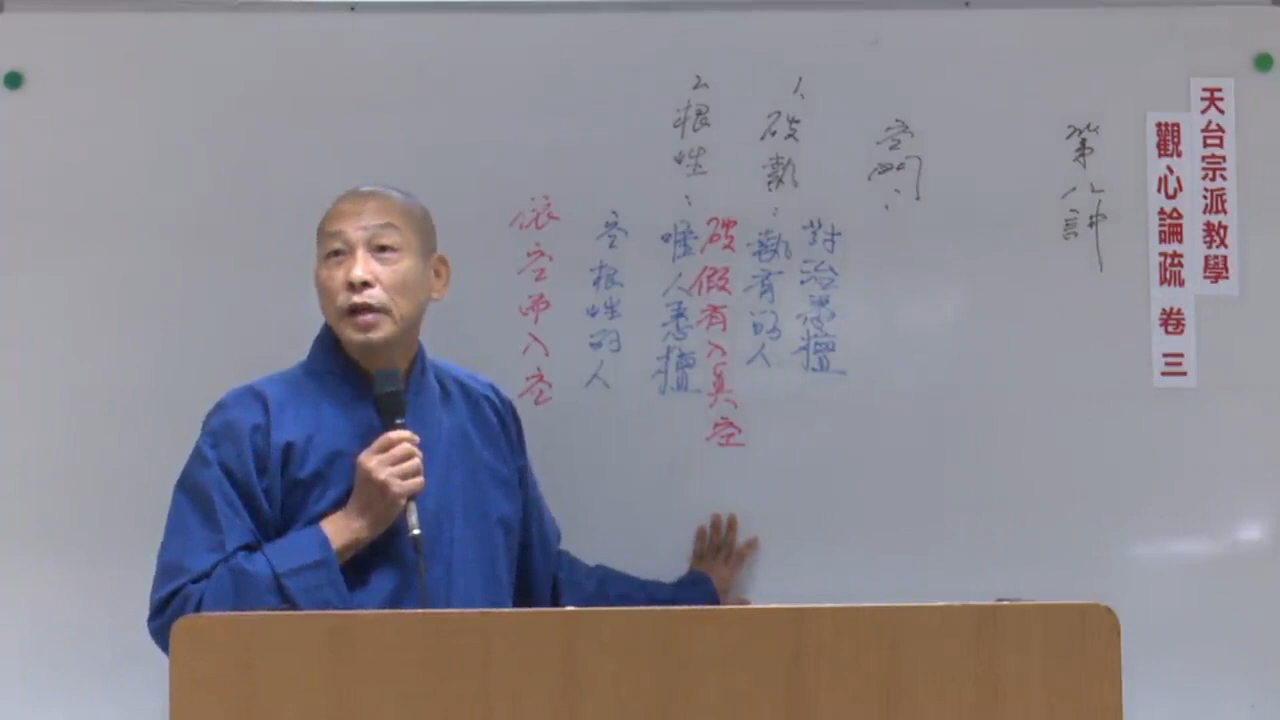 天台宗派教學
觀心論疏 卷三
第八講
空門：
1、破執：對治悉檀
執有的人
破假有入真空
2、根性：唯人悉檀
空根性的人
依空而入空